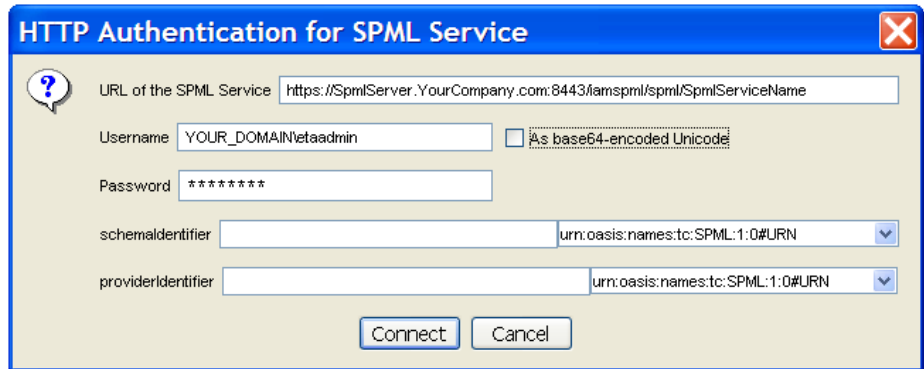 HTTP Authentication for SPML Service
URL of the SPML Service https://SpmlServer.YourCompany.com:8443/iamspml/spml/SpmlServiceName
Username YOUR_DOMAIN\etaadmin As base64-encoded Unicode
Password ********
schemaIdentifier urn:oasis:names:tc:SPML:1:0#URN
providerIdentifier urn:oasis:names:tc:SPML:1:0#URN
Connect Cancel